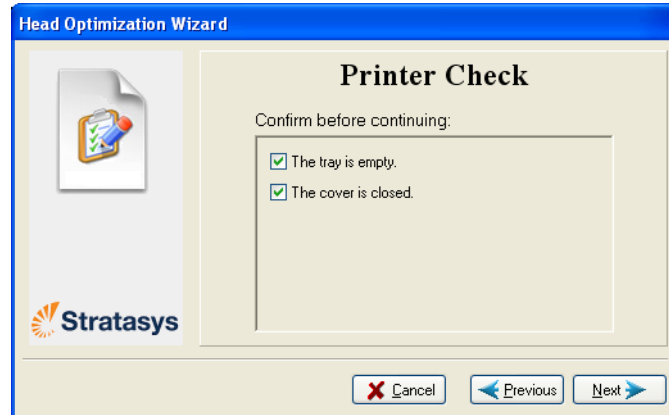 Head Optimization Wizard
Printer Check
Confirm before continuing:
The tray is empty.
The cover is closed.
Stratasys
Cancel
Previous
Next